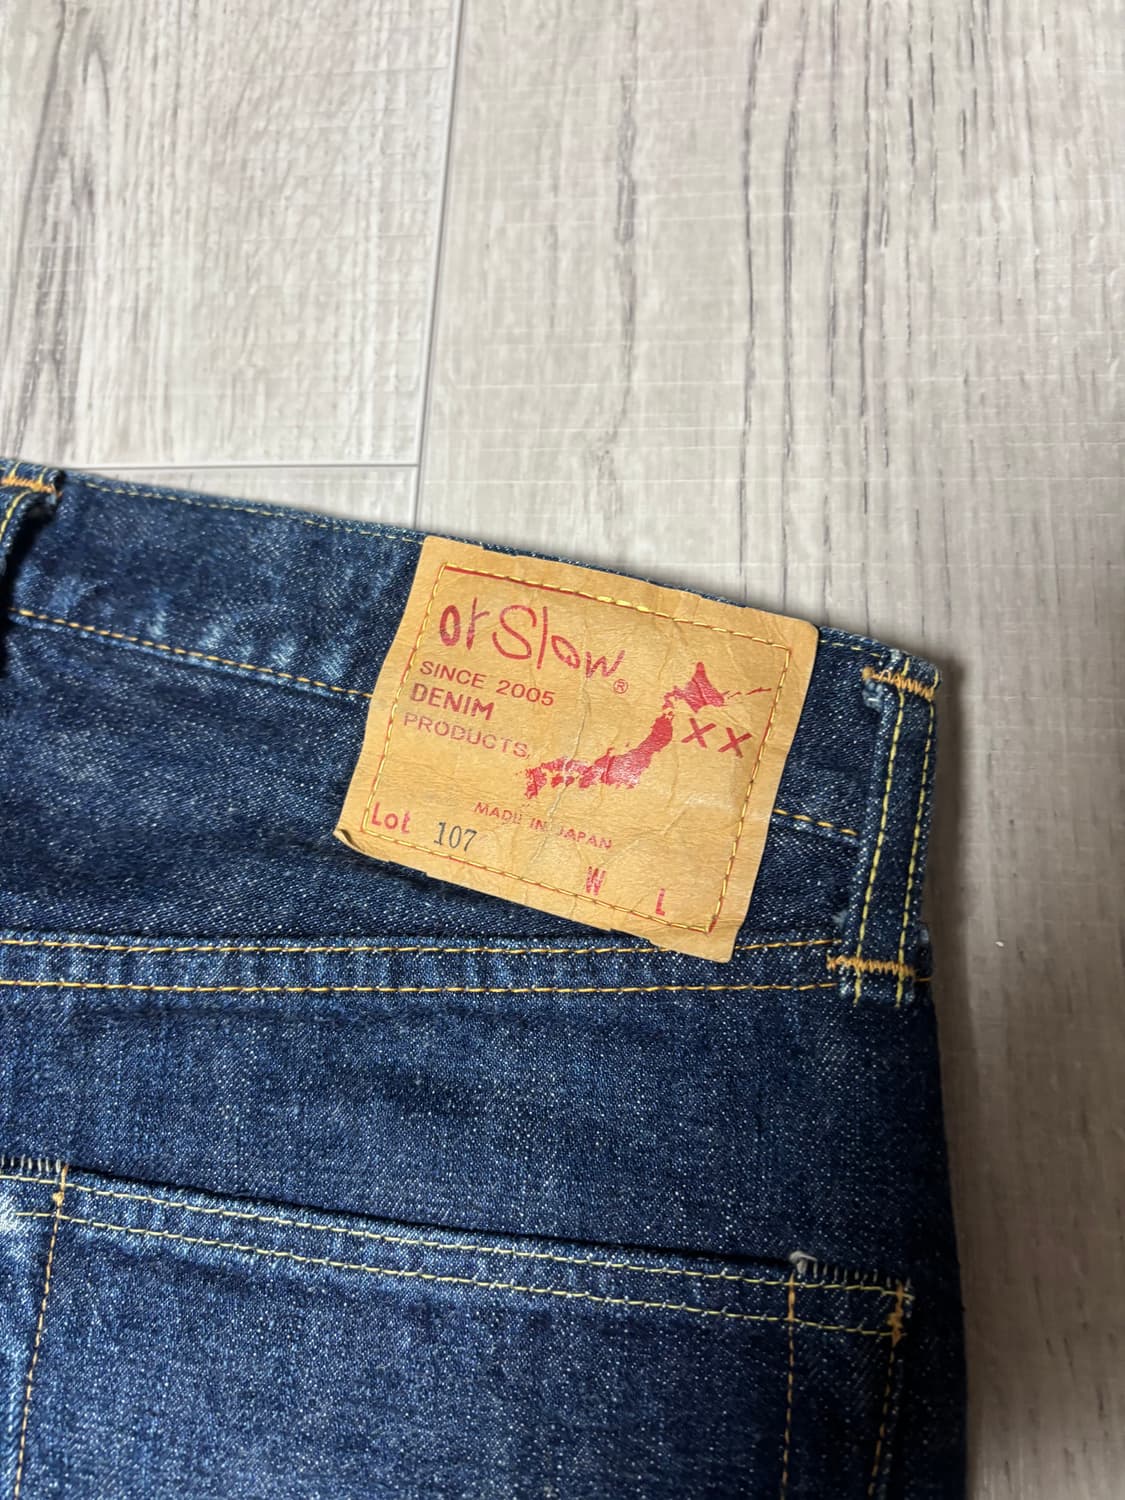 orSlow®
SINCE 2005
DENIM
PRODUCTS,
XX
MADE IN JAPAN
Lot 107
W L